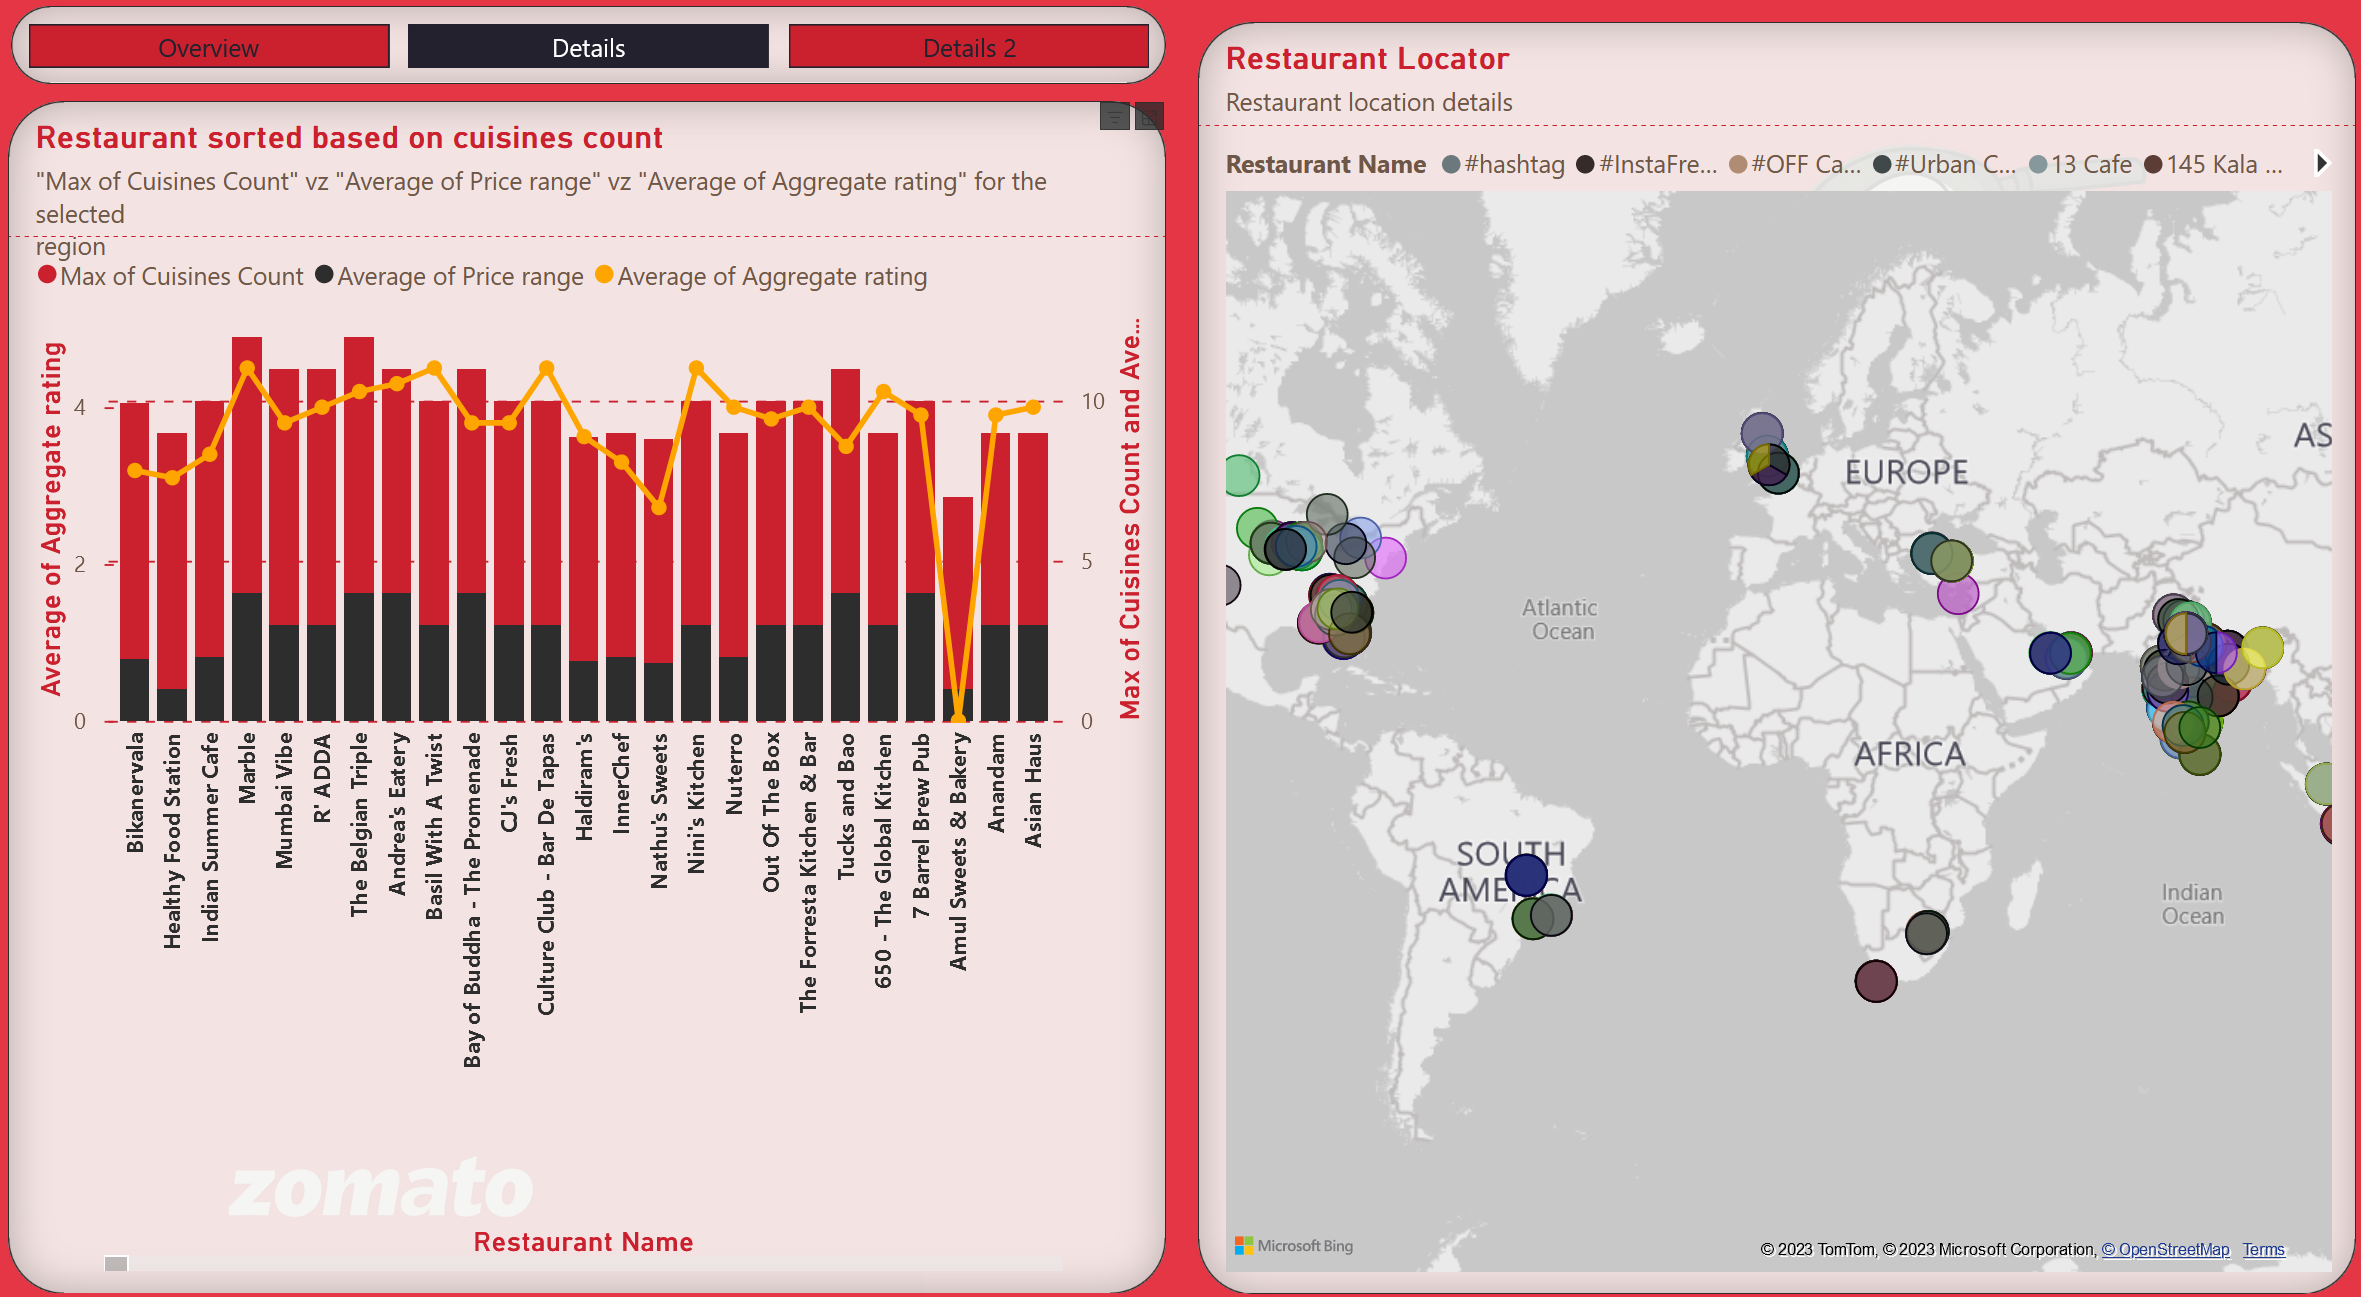 Overview
Details
Details 2
Restaurant sorted based on cuisines count
"Max of Cuisines Count" vz "Average of Price range" vz "Average of Aggregate rating" for the
selected
region
Max of Cuisines Count
Average of Price range
Average of Aggregate rating
Average of Aggregate rating
4
2
0
10
5
0
Max of Cuisines Count and Ave...
Bikanervala
Healthy Food Station
Indian Summer Cafe
Marble
Mumbai Vibe
R' ADDA
The Belgian Triple
Andrea's Eatery
Basil With A Twist
Bay of Buddha - The Promenade
CJ's Fresh
Culture Club - Bar De Tapas
Haldiram's
InnerChef
Nathu's Sweets
Nini's Kitchen
Nuterro
Out Of The Box
The Forresta Kitchen & Bar
Tucks and Bao
650 - The Global Kitchen
7 Barrel Brew Pub
Amul Sweets & Bakery
Anandam
Asian Haus
zomato
Restaurant Name
Restaurant Locator
Restaurant location details
Restaurant Name #hashtag #InstaFre... #OFF Ca... #Urban C... 13 Cafe 145 Kala ...
AS
EUROPE
Atlantic
Ocean
AFRICA
SOUTH
AMERICA
Indian
Ocean
Microsoft Bing
© 2023 TomTom, © 2023 Microsoft Corporation, © OpenStreetMap Terms